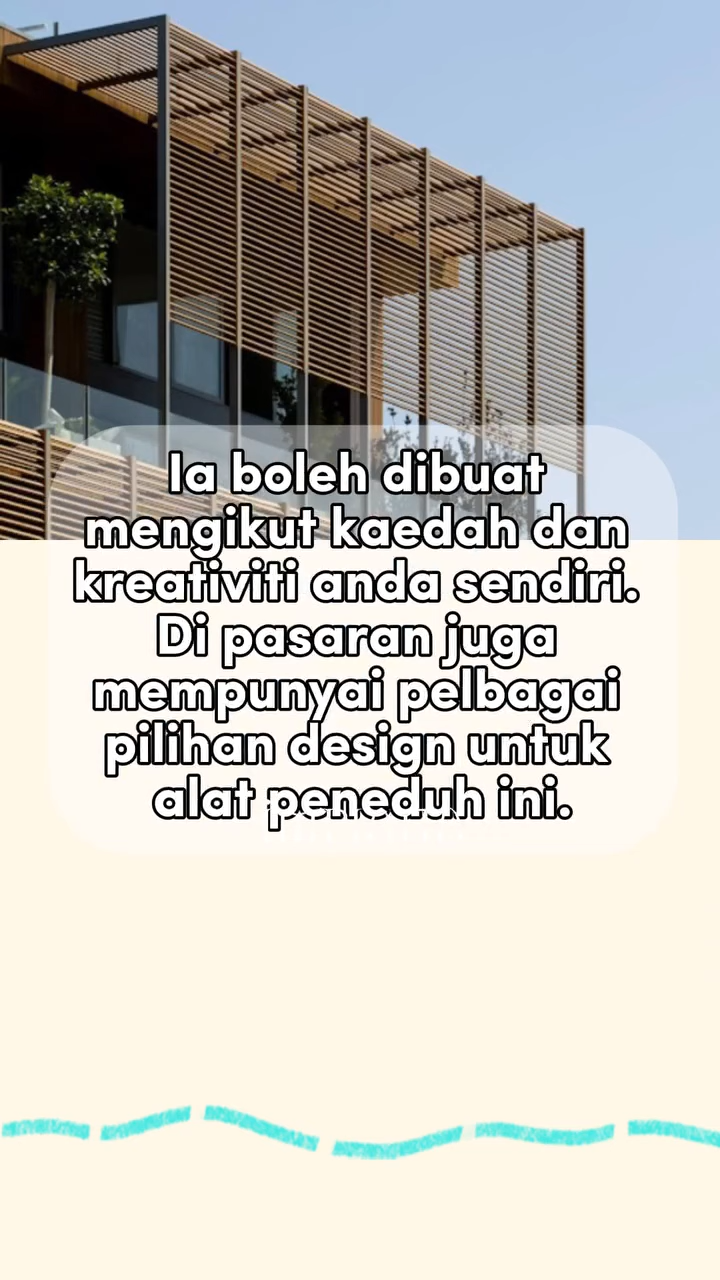 Ia boleh dibuat
mengikut kaedah dan
kreativiti anda sendiri.
Di pasaran juga
mempunyai pelbagai
pilihan design untuk
alat peneduh ini.